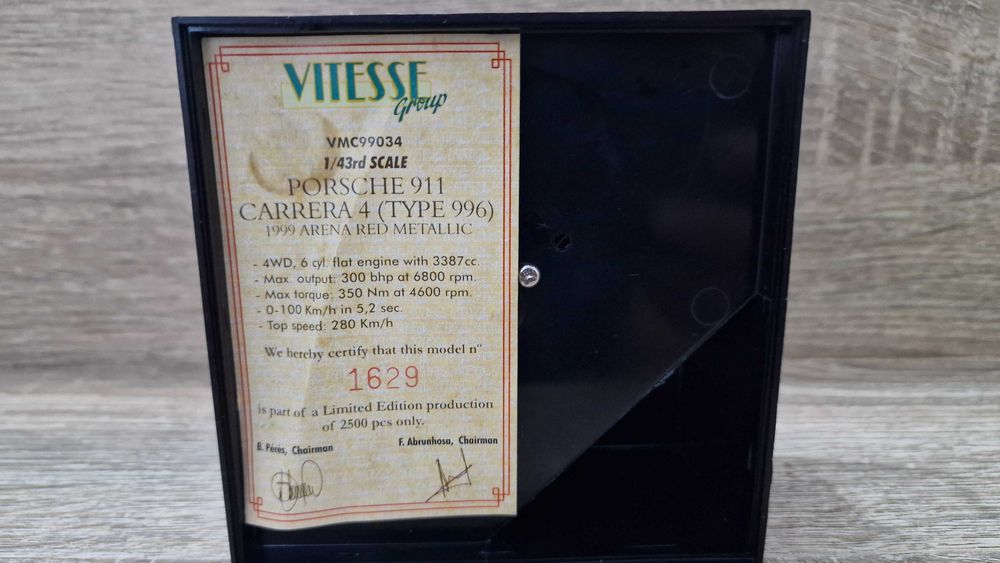 VITESSE
Group
VMC99034
1/43rd SCALE
PORSCHE 911
CARRERA 4 (TYPE 996)
1999 ARENA RED METALLIC
- 4WD, 6 cyl. flat engine with 3387cc.
- Max. output: 300 bhp at 6800 rpm.
- Max torque: 350 Nm at 4600 rpm.
- 0-100 Km/h in 5,2 sec.
- Top speed: 280 Km/h
We hereby certify that this model n°
1629
is part of a Limited Edition production
of 2500 pcs only.
B. Pérès, Chairman F. Abrunhosa, Chairman